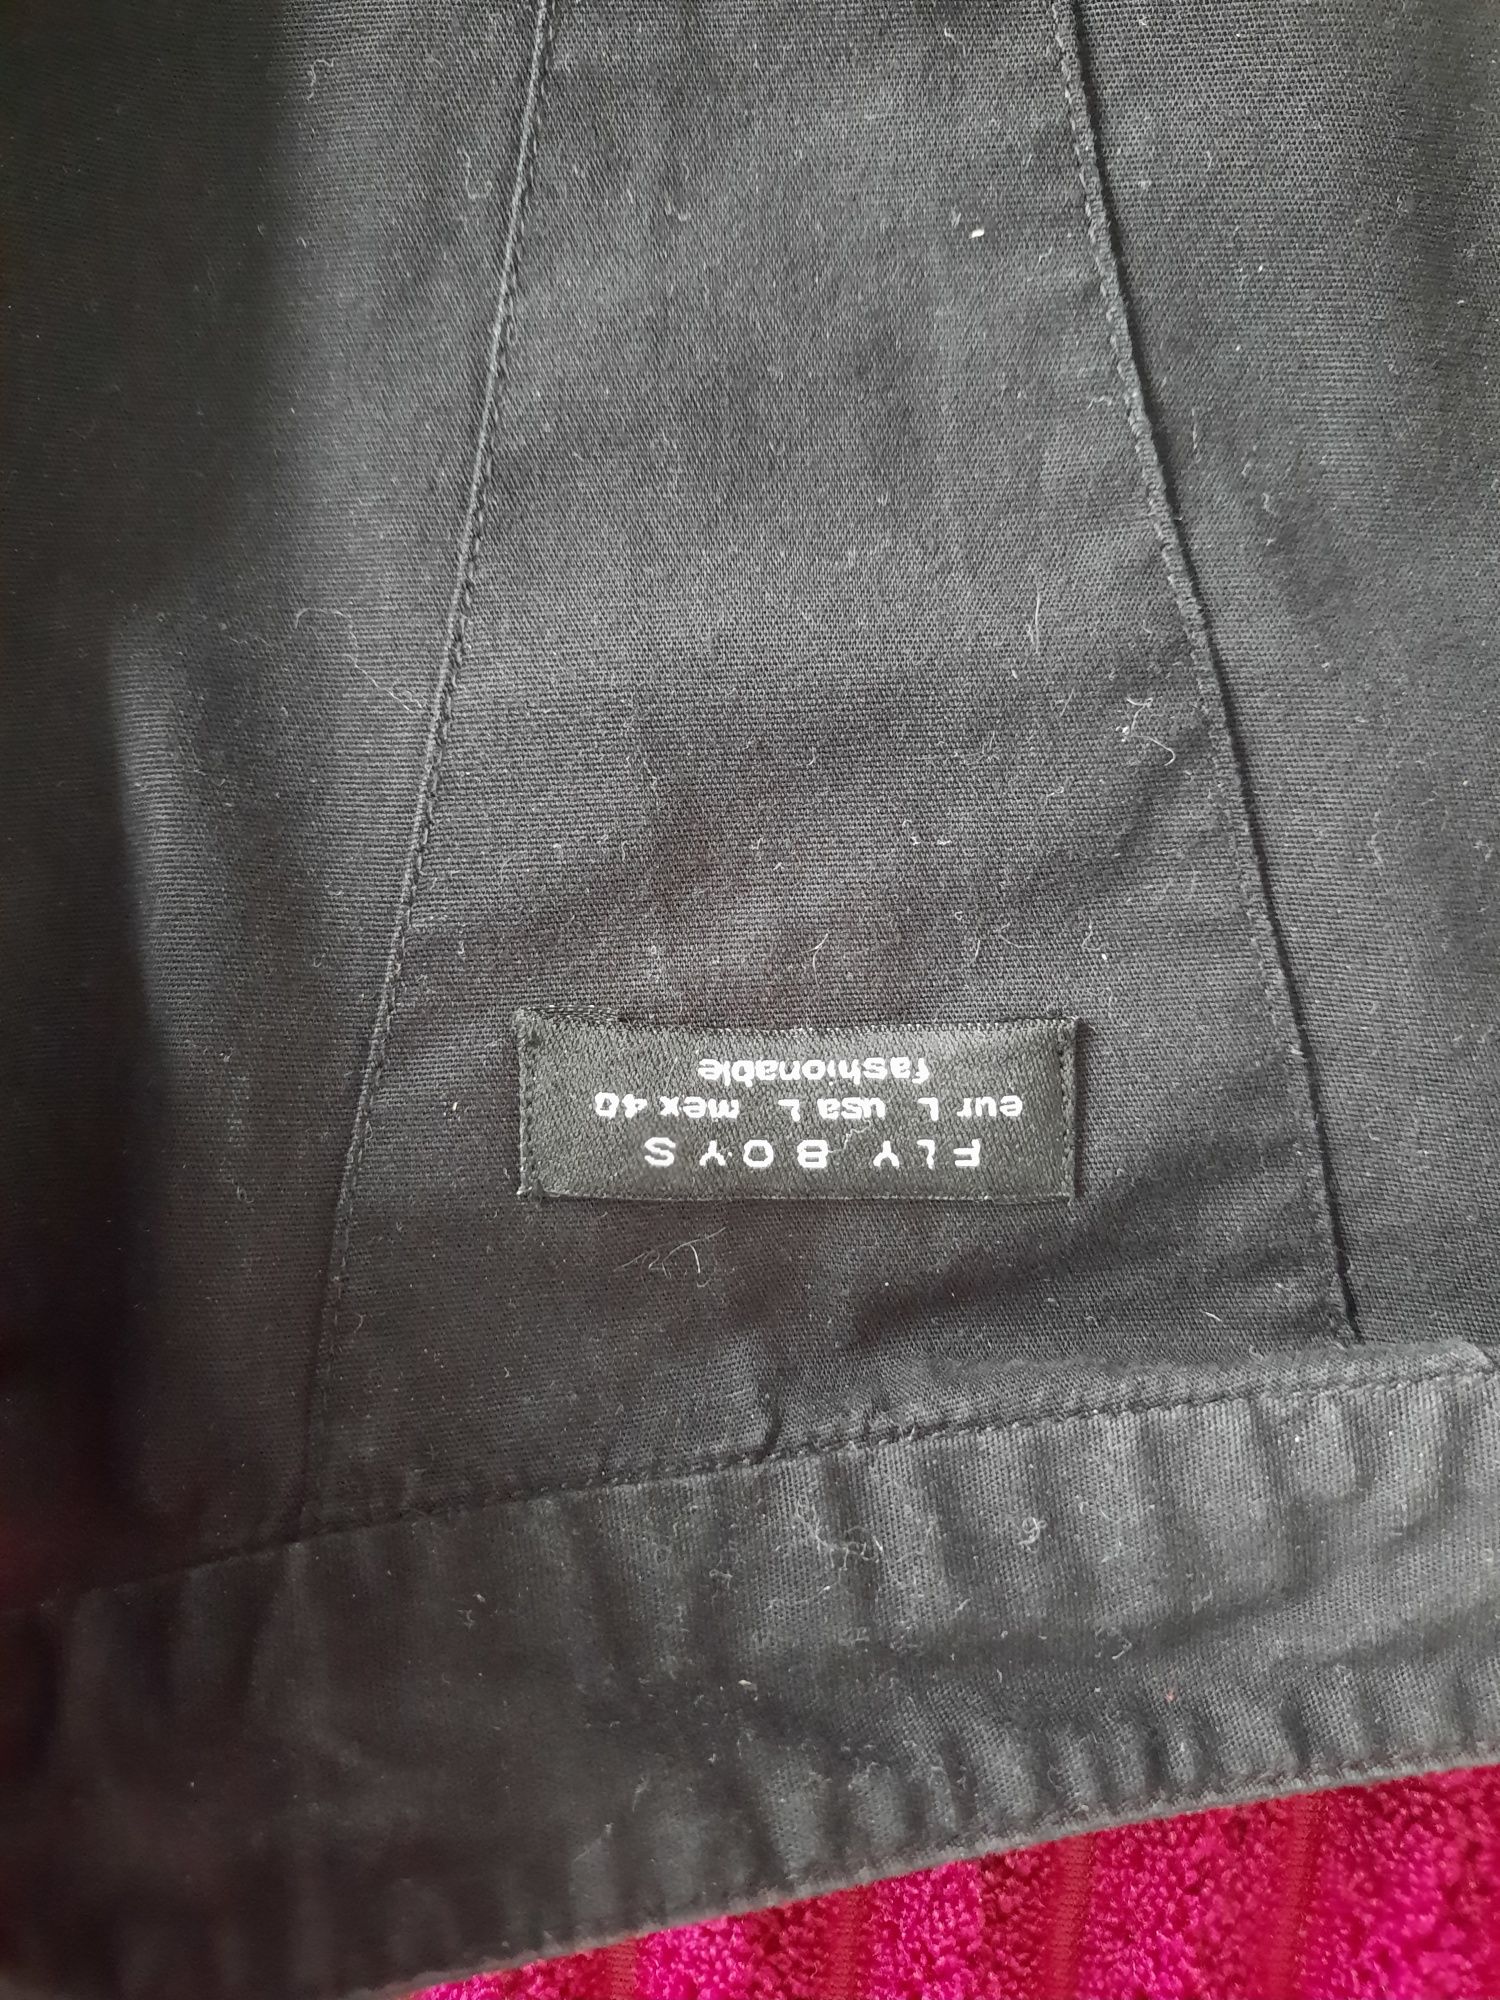 FLY BOYS
eur L usa L mex 40
fashionable